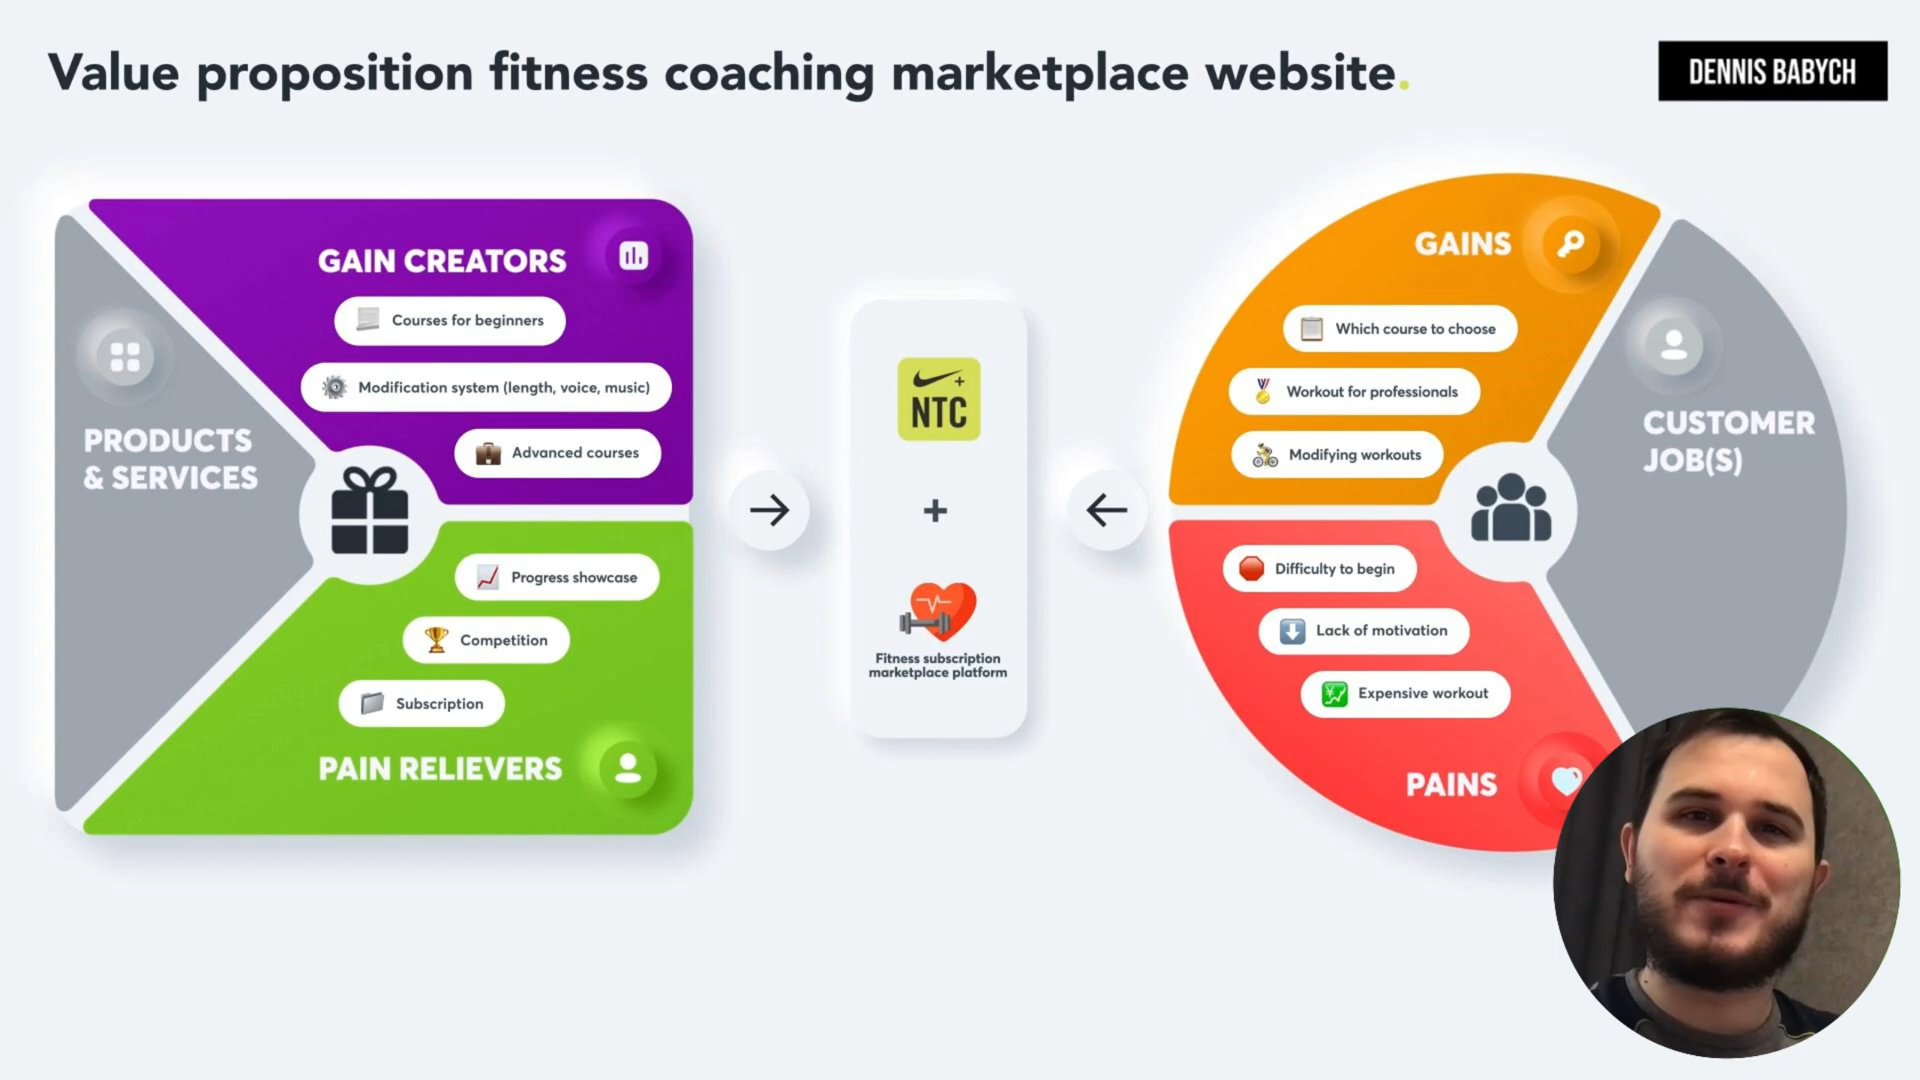 Value proposition fitness coaching marketplace website.
DENNIS BABYCH
GAIN CREATORS
Courses for beginners
Modification system (length, voice, music)
Advanced courses
PRODUCTS
& SERVICES
Progress showcase
Competition
Subscription
PAIN RELIEVERS
NTC
+
Fitness subscription
marketplace platform
GAINS
Which course to choose
Workout for professionals
Modifying workouts
CUSTOMER
JOB(S)
Difficulty to begin
Lack of motivation
Expensive workout
PAINS